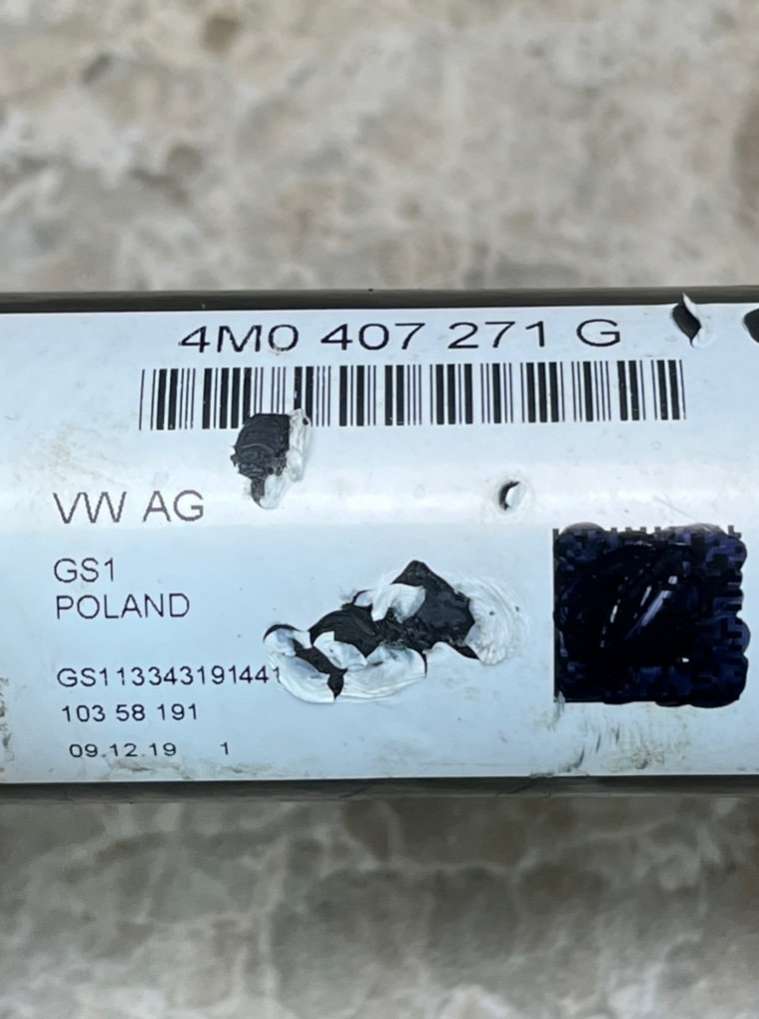 4M0 407 271 G
VW AG
GS1
POLAND
GS11334319144
103 58 191
09.12.19 1